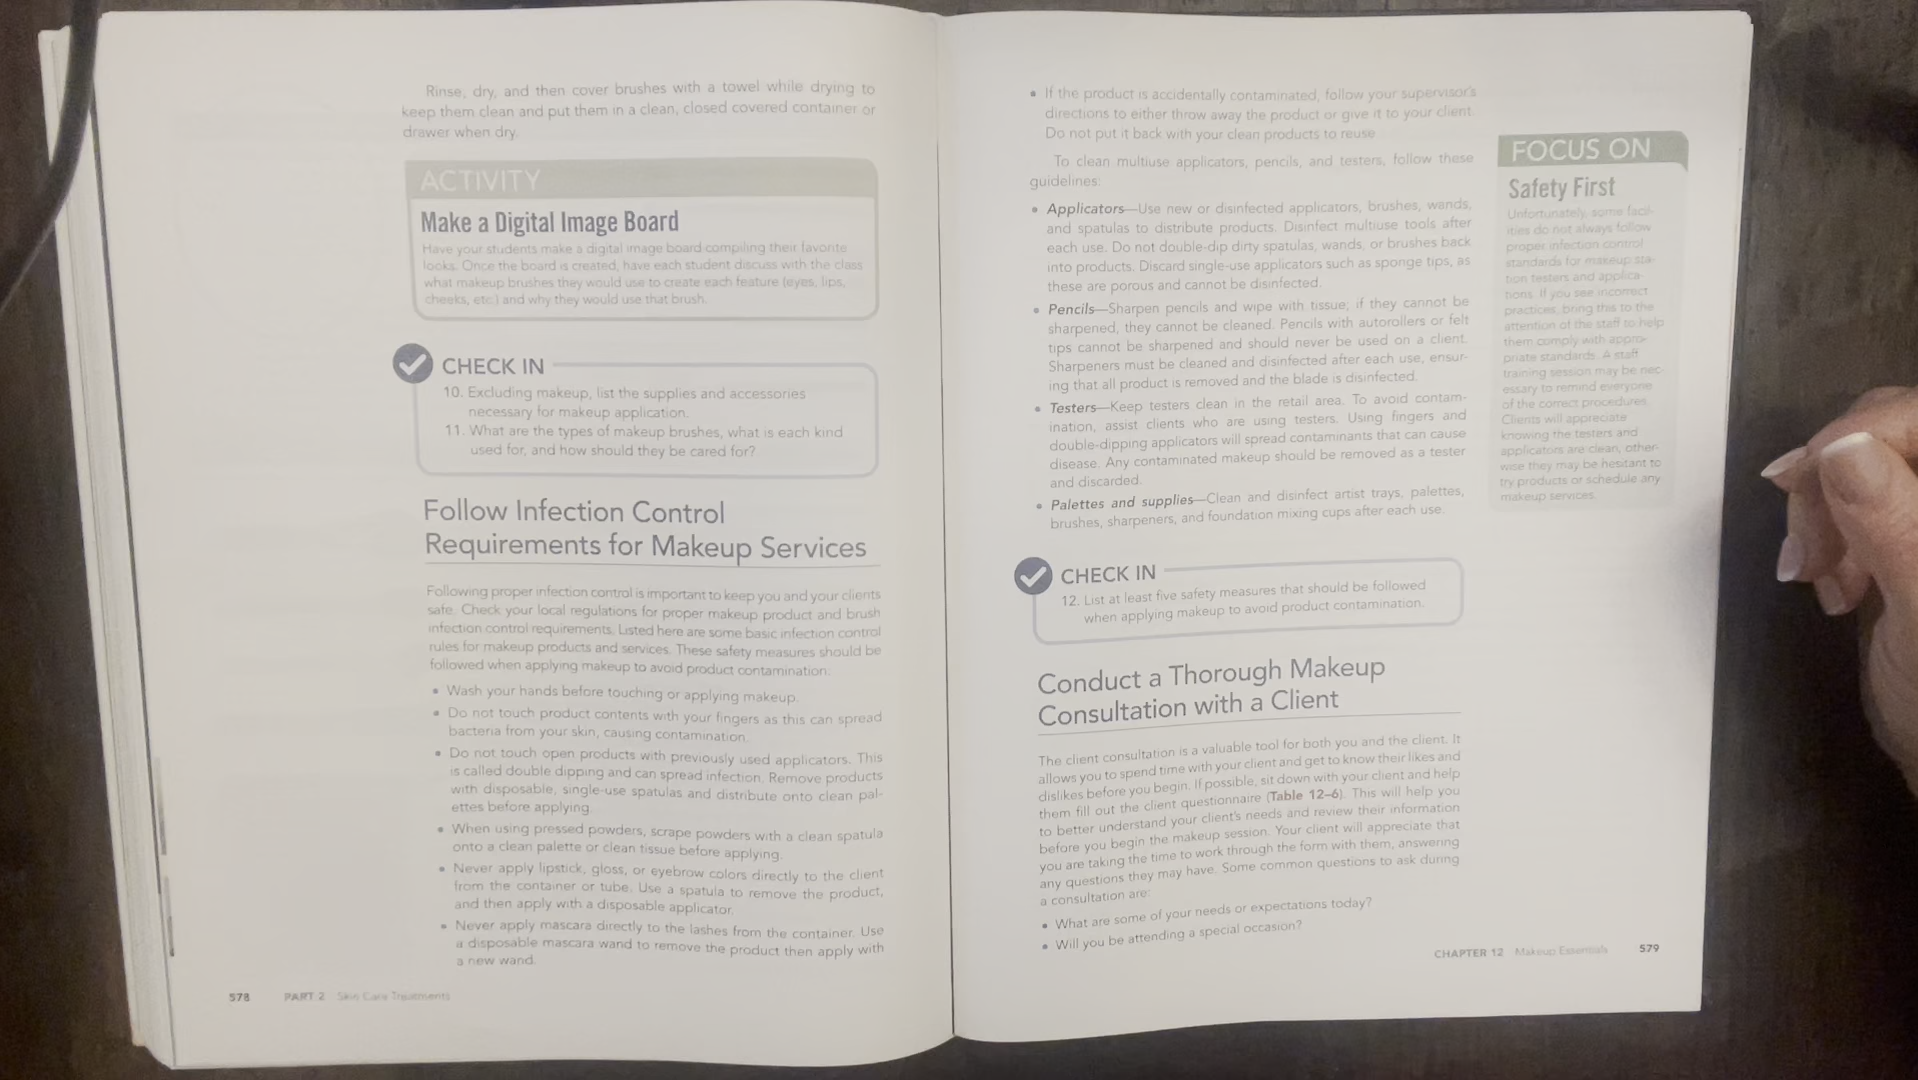 Rinse, dry, and then cover brushes with a towel while drying to
keep them clean and put them in a clean, closed covered container or
drawer when dry.
ACTIVITY
Make a Digital Image Board
Have your students make a digital image board compiling their favorite
looks. Once the board is created, have each student discuss with the class
what makeup brushes they would use to create each feature (eyes, lips,
cheeks, etc.) and why they would use that brush.
CHECK IN
10. Excluding makeup, list the supplies and accessories
necessary for makeup application.
11. What are the types of makeup brushes, what is each kind
used for, and how should they be cared for?
Follow Infection Control
Requirements for Makeup Services
Following proper infection control is important to keep you and your clients
safe. Check your local regulations for proper makeup product and brush
infection control requirements. Listed here are some basic infection control
rules for makeup products and services. These safety measures should be
followed when applying makeup to avoid product contamination:
• Wash your hands before touching or applying makeup.
• Do not touch product contents with your fingers as this can spread
bacteria from your skin, causing contamination.
• Do not touch open products with previously used applicators. This
is called double dipping and can spread infection. Remove products
with disposable, single-use spatulas and distribute onto clean pal-
ettes before applying.
• When using pressed powders, scrape powders with a clean spatula
onto a clean palette or clean tissue before applying.
• Never apply lipstick, gloss, or eyebrow colors directly to the client
from the container or tube. Use a spatula to remove the product,
and then apply with a disposable applicator.
• Never apply mascara directly to the lashes from the container. Use
a disposable mascara wand to remove the product then apply with
a new wand.
578 PART 2 Skin Care Treatments
• If the product is accidentally contaminated, follow your supervisor's
directions to either throw away the product or give it to your client.
Do not put it back with your clean products to reuse
To clean multiuse applicators, pencils, and testers, follow these
guidelines:
• Applicators—Use new or disinfected applicators, brushes, wands,
and spatulas to distribute products. Disinfect multiuse tools after
each use. Do not double-dip dirty spatulas, wands, or brushes back
into products. Discard single-use applicators such as sponge tips, as
these are porous and cannot be disinfected.
• Pencils—Sharpen pencils and wipe with tissue; if they cannot be
sharpened, they cannot be cleaned. Pencils with autorollers or felt
tips cannot be sharpened and should never be used on a client.
Sharpeners must be cleaned and disinfected after each use, ensur-
ing that all product is removed and the blade is disinfected.
• Testers—Keep testers clean in the retail area. To avoid contam-
ination, assist clients who are using testers. Using fingers and
double-dipping applicators will spread contaminants that can cause
disease. Any contaminated makeup should be removed as a tester
and discarded.
• Palettes and supplies—Clean and disinfect artist trays, palettes,
brushes, sharpeners, and foundation mixing cups after each use.
CHECK IN
12. List at least five safety measures that should be followed
when applying makeup to avoid product contamination.
Conduct a Thorough Makeup
Consultation with a Client
The client consultation is a valuable tool for both you and the client. It
allows you to spend time with your client and get to know their likes and
dislikes before you begin. If possible, sit down with your client and help
them fill out the client questionnaire (Table 12–6). This will help you
to better understand your client's needs and review their information
before you begin the makeup session. Your client will appreciate that
you are taking the time to work through the form with them, answering
any questions they may have. Some common questions to ask during
a consultation are:
• What are some of your needs or expectations today?
• Will you be attending a special occasion?
FOCUS ON
Safety First
Unfortunately, some facil-
ities do not always follow
proper infection control
standards for makeup sta-
tion testers and applica-
tions. If you see incorrect
practices, bring this to the
attention of the staff to help
them comply with appro-
priate standards. A staff
training session may be nec-
essary to remind everyone
of the correct procedures.
Clients will appreciate
knowing the testers and
applicators are clean, other-
wise they may be hesitant to
try products or schedule any
makeup services.
CHAPTER 12 Makeup Essentials 579